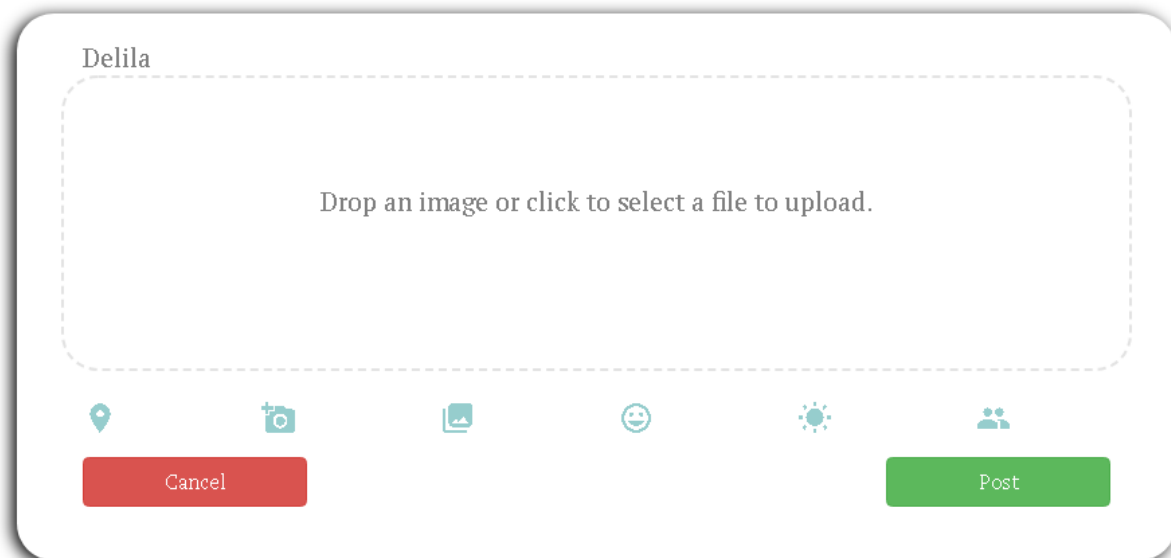 Delila
Drop an image or click to select a file to upload.
Cancel
Post